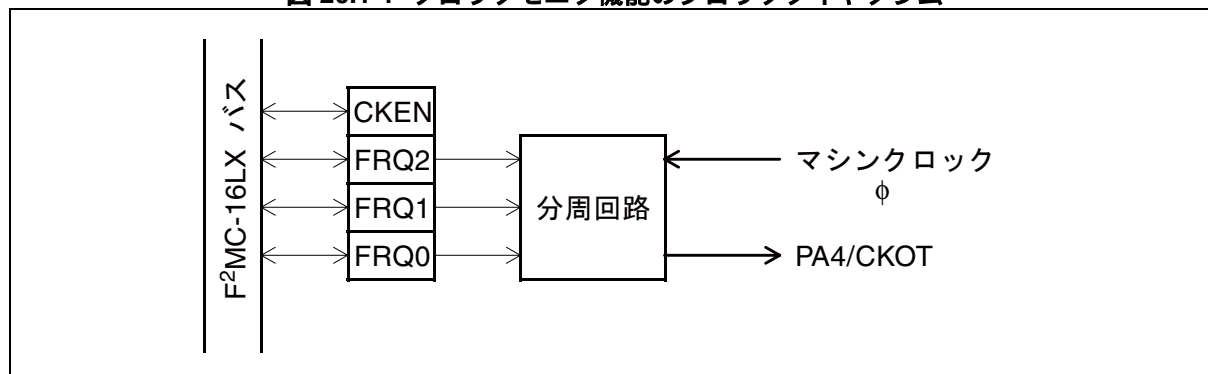 F²MC-16LX バス
CKEN
FRQ2
FRQ1
FRQ0
分周回路
マシンクロック
φ
PA4/CKOT